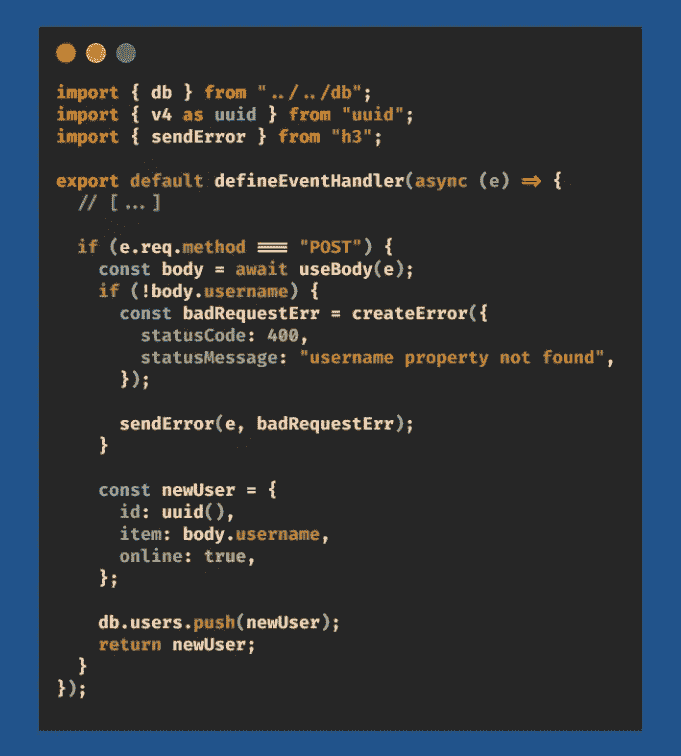 import { db } from "../../db";
import { v4 as uuid } from "uuid";
import { sendError } from "h3";
export default defineEventHandler(async (e) => {
// [...]
if (e.req.method === "POST") {
const body = await useBody(e);
if (!body.username) {
const badRequestErr = createError({
statusCode: 400,
statusMessage: "username property not found",
});
sendError(e, badRequestErr);
}
const newUser = {
id: uuid(),
item: body.username,
online: true,
};
db.users.push(newUser);
return newUser;
}
});